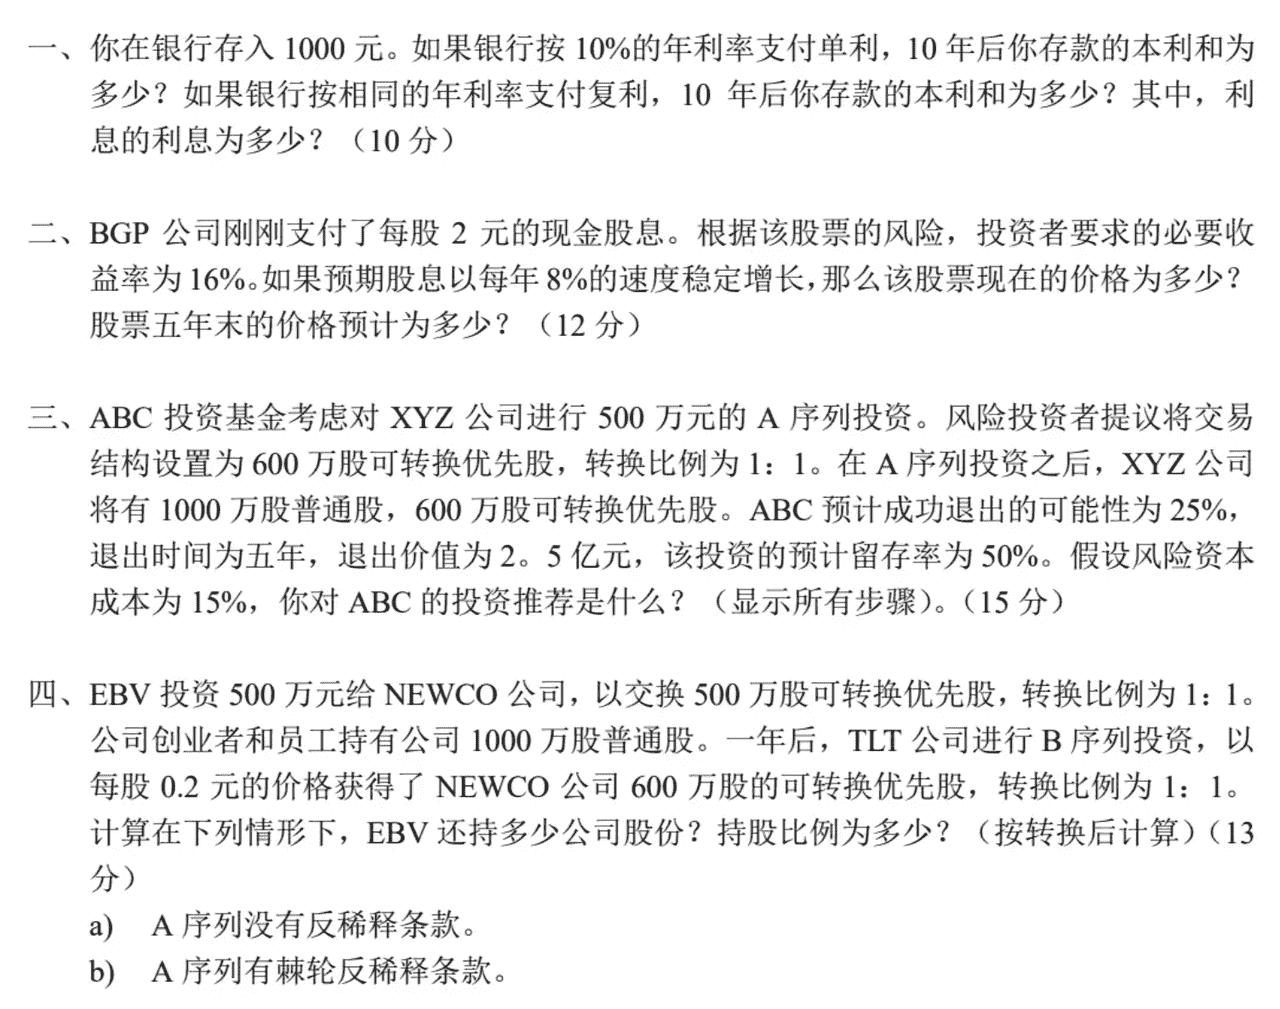 一、你在银行存入 1000 元。如果银行按 10%的年利率支付单利，10 年后你存款的本利和为
多少？如果银行按相同的年利率支付复利，10 年后你存款的本利和为多少？其中，利
息的利息为多少？（10 分）
二、BGP 公司刚刚支付了每股 2 元的现金股息。根据该股票的风险，投资者要求的必要收
益率为 16%。如果预期股息以每年 8%的速度稳定增长，那么该股票现在的价格为多少？
股票五年末的价格预计为多少？（12 分）
三、ABC 投资基金考虑对 XYZ 公司进行 500 万元的 A 序列投资。风险投资者提议将交易
结构设置为 600 万股可转换优先股，转换比例为 1：1。在 A 序列投资之后，XYZ 公司
将有 1000 万股普通股，600 万股可转换优先股。ABC 预计成功退出的可能性为 25%，
退出时间为五年，退出价值为 2。5 亿元，该投资的预计留存率为 50%。假设风险资本
成本为 15%，你对 ABC 的投资推荐是什么？（显示所有步骤）。（15 分）
四、EBV 投资 500 万元给 NEWCO 公司，以交换 500 万股可转换优先股，转换比例为 1：1。
公司创业者和员工持有公司 1000 万股普通股。一年后，TLT 公司进行 B 序列投资，以
每股 0.2 元的价格获得了 NEWCO 公司 600 万股的可转换优先股，转换比例为 1：1。
计算在下列情形下，EBV 还持多少公司股份？持股比例为多少？（按转换后计算）（13
分）
a) A 序列没有反稀释条款。
b) A 序列有棘轮反稀释条款。